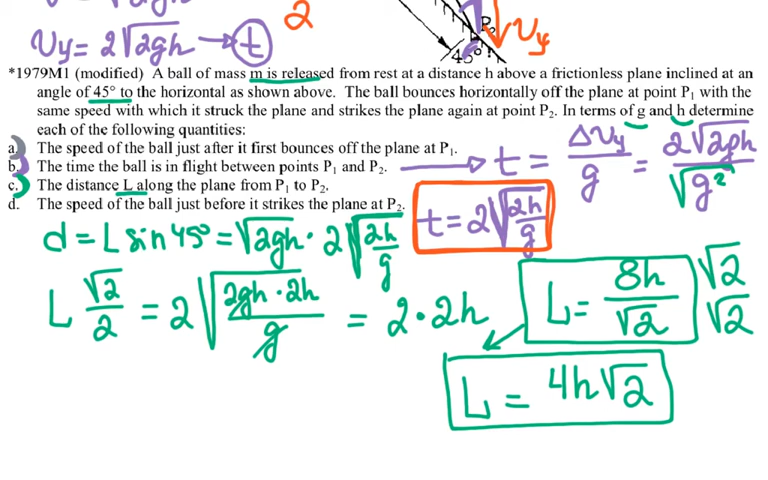 2
Vy = 2√2gh → t
P₂
Vy
45°
*1979M1 (modified) A ball of mass m is released from rest at a distance h above a frictionless plane inclined at an
angle of 45° to the horizontal as shown above. The ball bounces horizontally off the plane at point P₁ with the
same speed with which it struck the plane and strikes the plane again at point P₂. In terms of g and h determine
each of the following quantities:
a. The speed of the ball just after it first bounces off the plane at P₁.
b. The time the ball is in flight between points P₁ and P₂.
c. The distance L along the plane from P₁ to P₂.
d. The speed of the ball just before it strikes the plane at P₂.
t = ΔVy/g = 2√2gh/√g²
t = 2√2h/g
d = L sin 45° = √2gh · 2√2h/g
L √2/2 = 2√2gh · 2h/g = 2 · 2h
L = 8h/√2 √2/√2
L = 4h√2